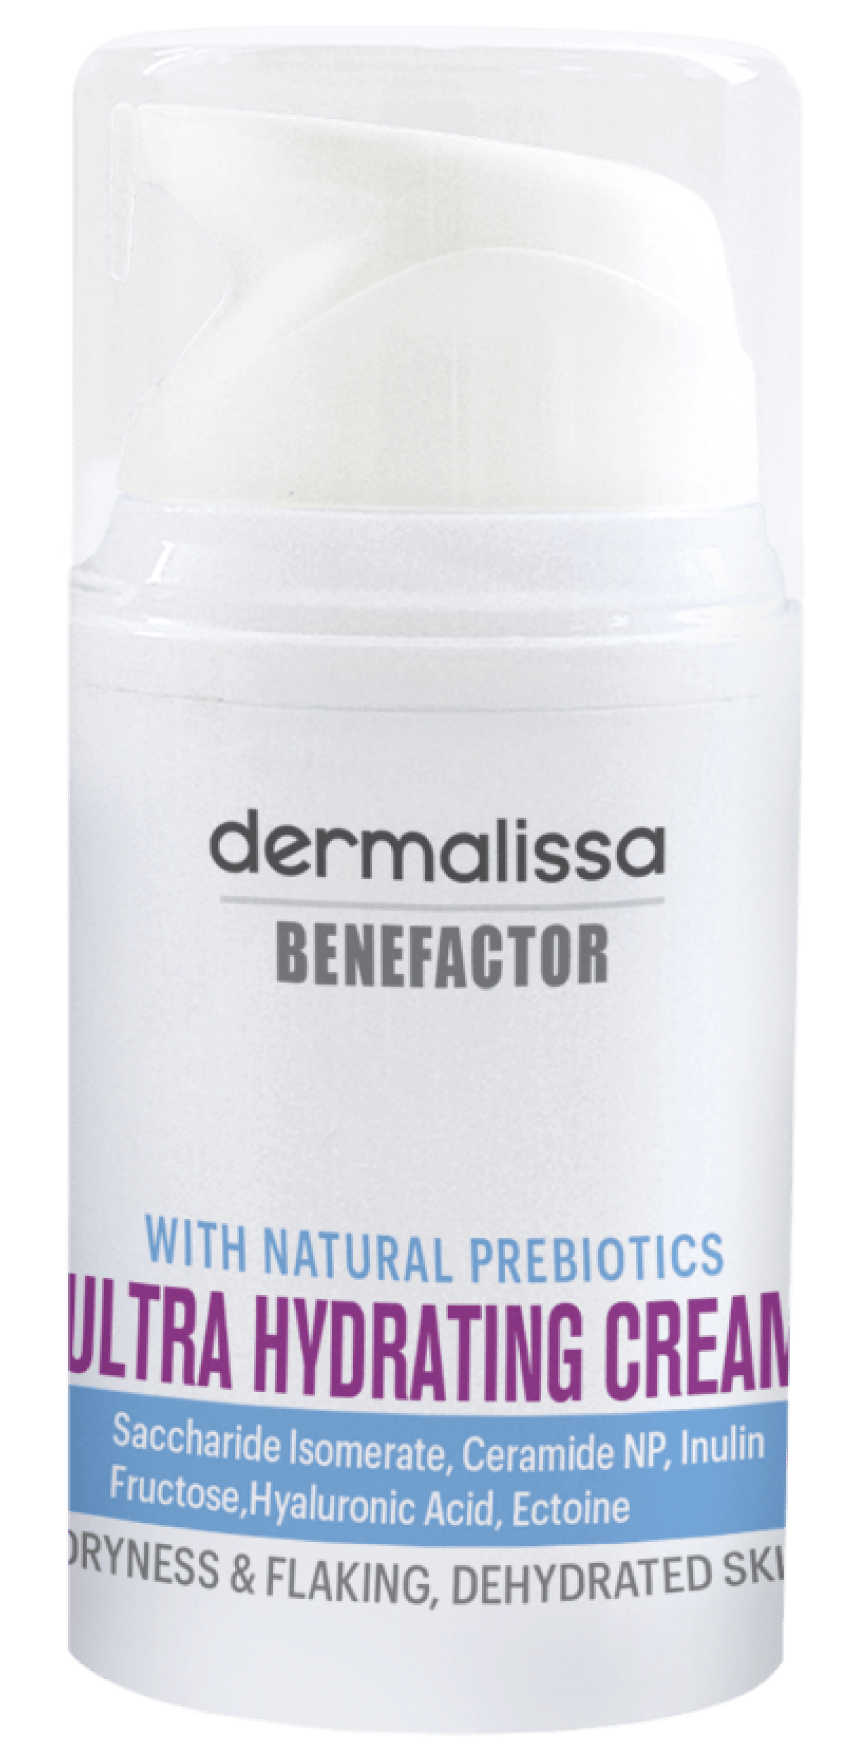 dermalissa
BENEFACTOR
WITH NATURAL PREBIOTICS
ULTRA HYDRATING CREAM
Saccharide Isomerate, Ceramide NP, Inulin
Fructose,Hyaluronic Acid, Ectoine
DRYNESS & FLAKING, DEHYDRATED SKIN